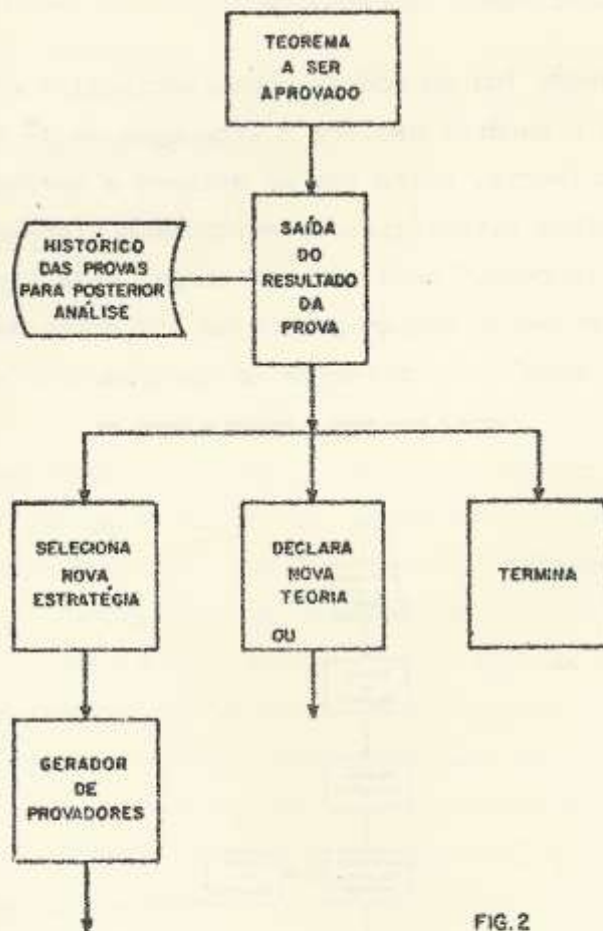 TEOREMA
A SER
APROVADO
HISTÓRICO
DAS PROVAS
PARA POSTERIOR
ANÁLISE
SAÍDA
DO
RESULTADO
DA
PROVA
SELECIONA
NOVA
ESTRATÉGIA
DECLARA
NOVA
TEORIA
OU
TERMINA
GERADOR
DE
PROVADORES
FIG. 2